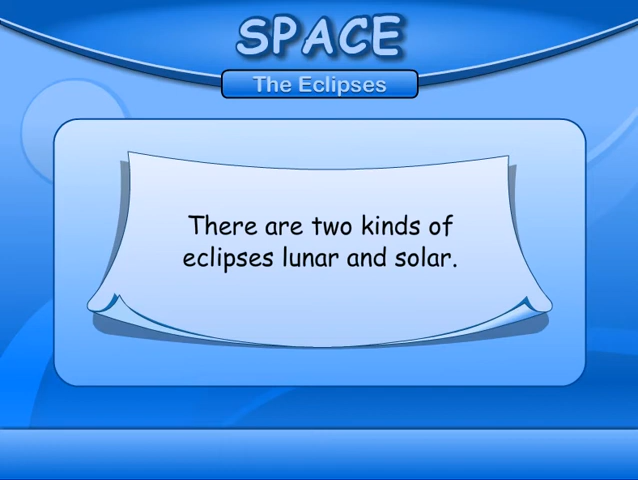 SPACE
The Eclipses
There are two kinds of
eclipses lunar and solar.